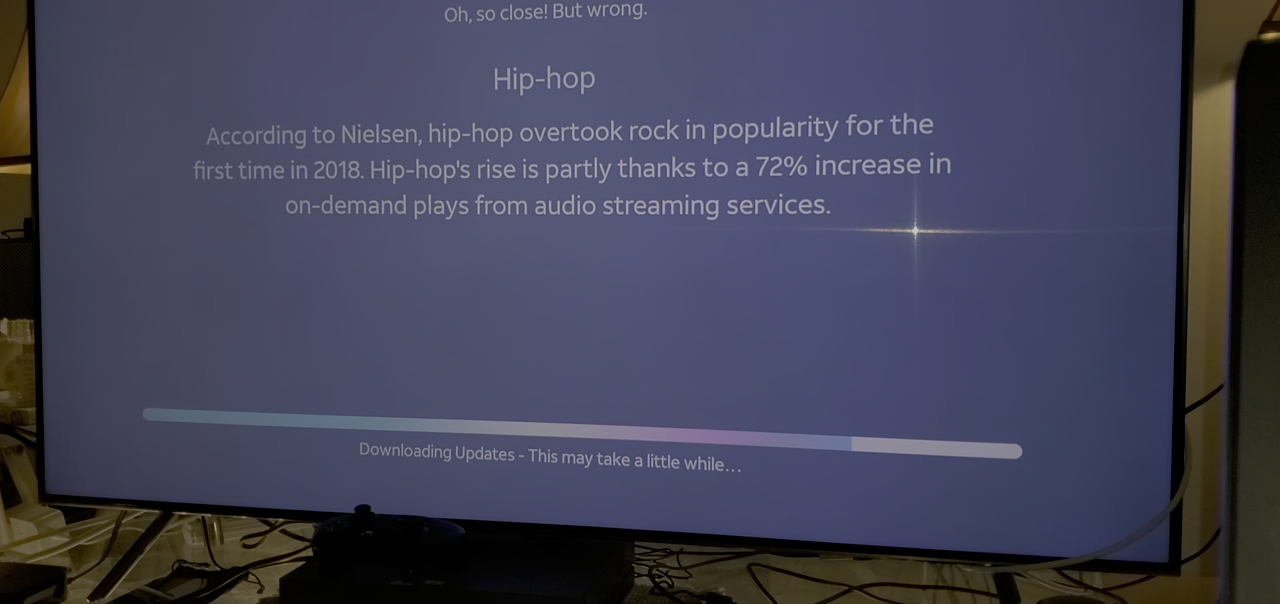 Oh, so close! But wrong.
Hip-hop
According to Nielsen, hip-hop overtook rock in popularity for the
first time in 2018. Hip-hop's rise is partly thanks to a 72% increase in
on-demand plays from audio streaming services.
Downloading Updates - This may take a little while...